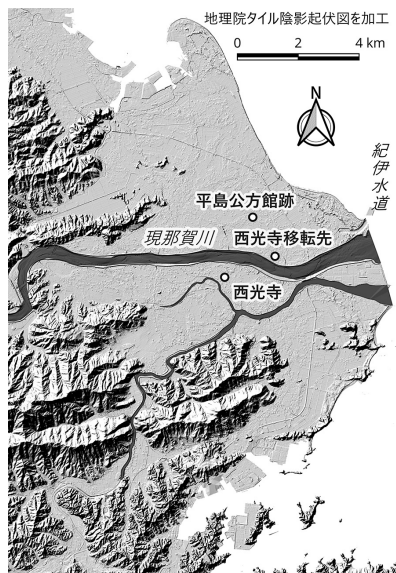 地理院タイル陰影起伏図を加工
0 2 4 km
N
紀伊水道
平島公方館跡
現那賀川
西光寺移転先
西光寺